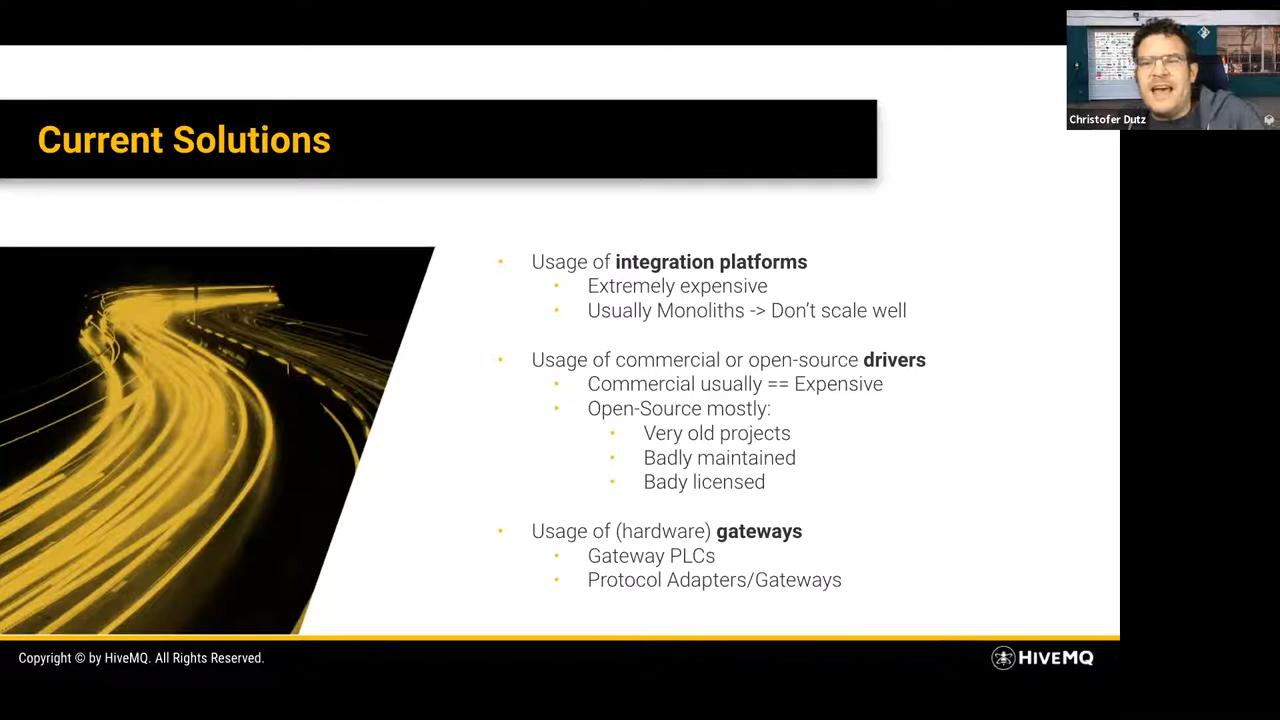 Current Solutions
Christofer Dutz
Usage of integration platforms
Extremely expensive
Usually Monoliths -> Don't scale well
Usage of commercial or open-source drivers
Commercial usually == Expensive
Open-Source mostly:
Very old projects
Badly maintained
Bady licensed
Usage of (hardware) gateways
Gateway PLCs
Protocol Adapters/Gateways
Copyright © by HiveMQ. All Rights Reserved.
HIVEMQ